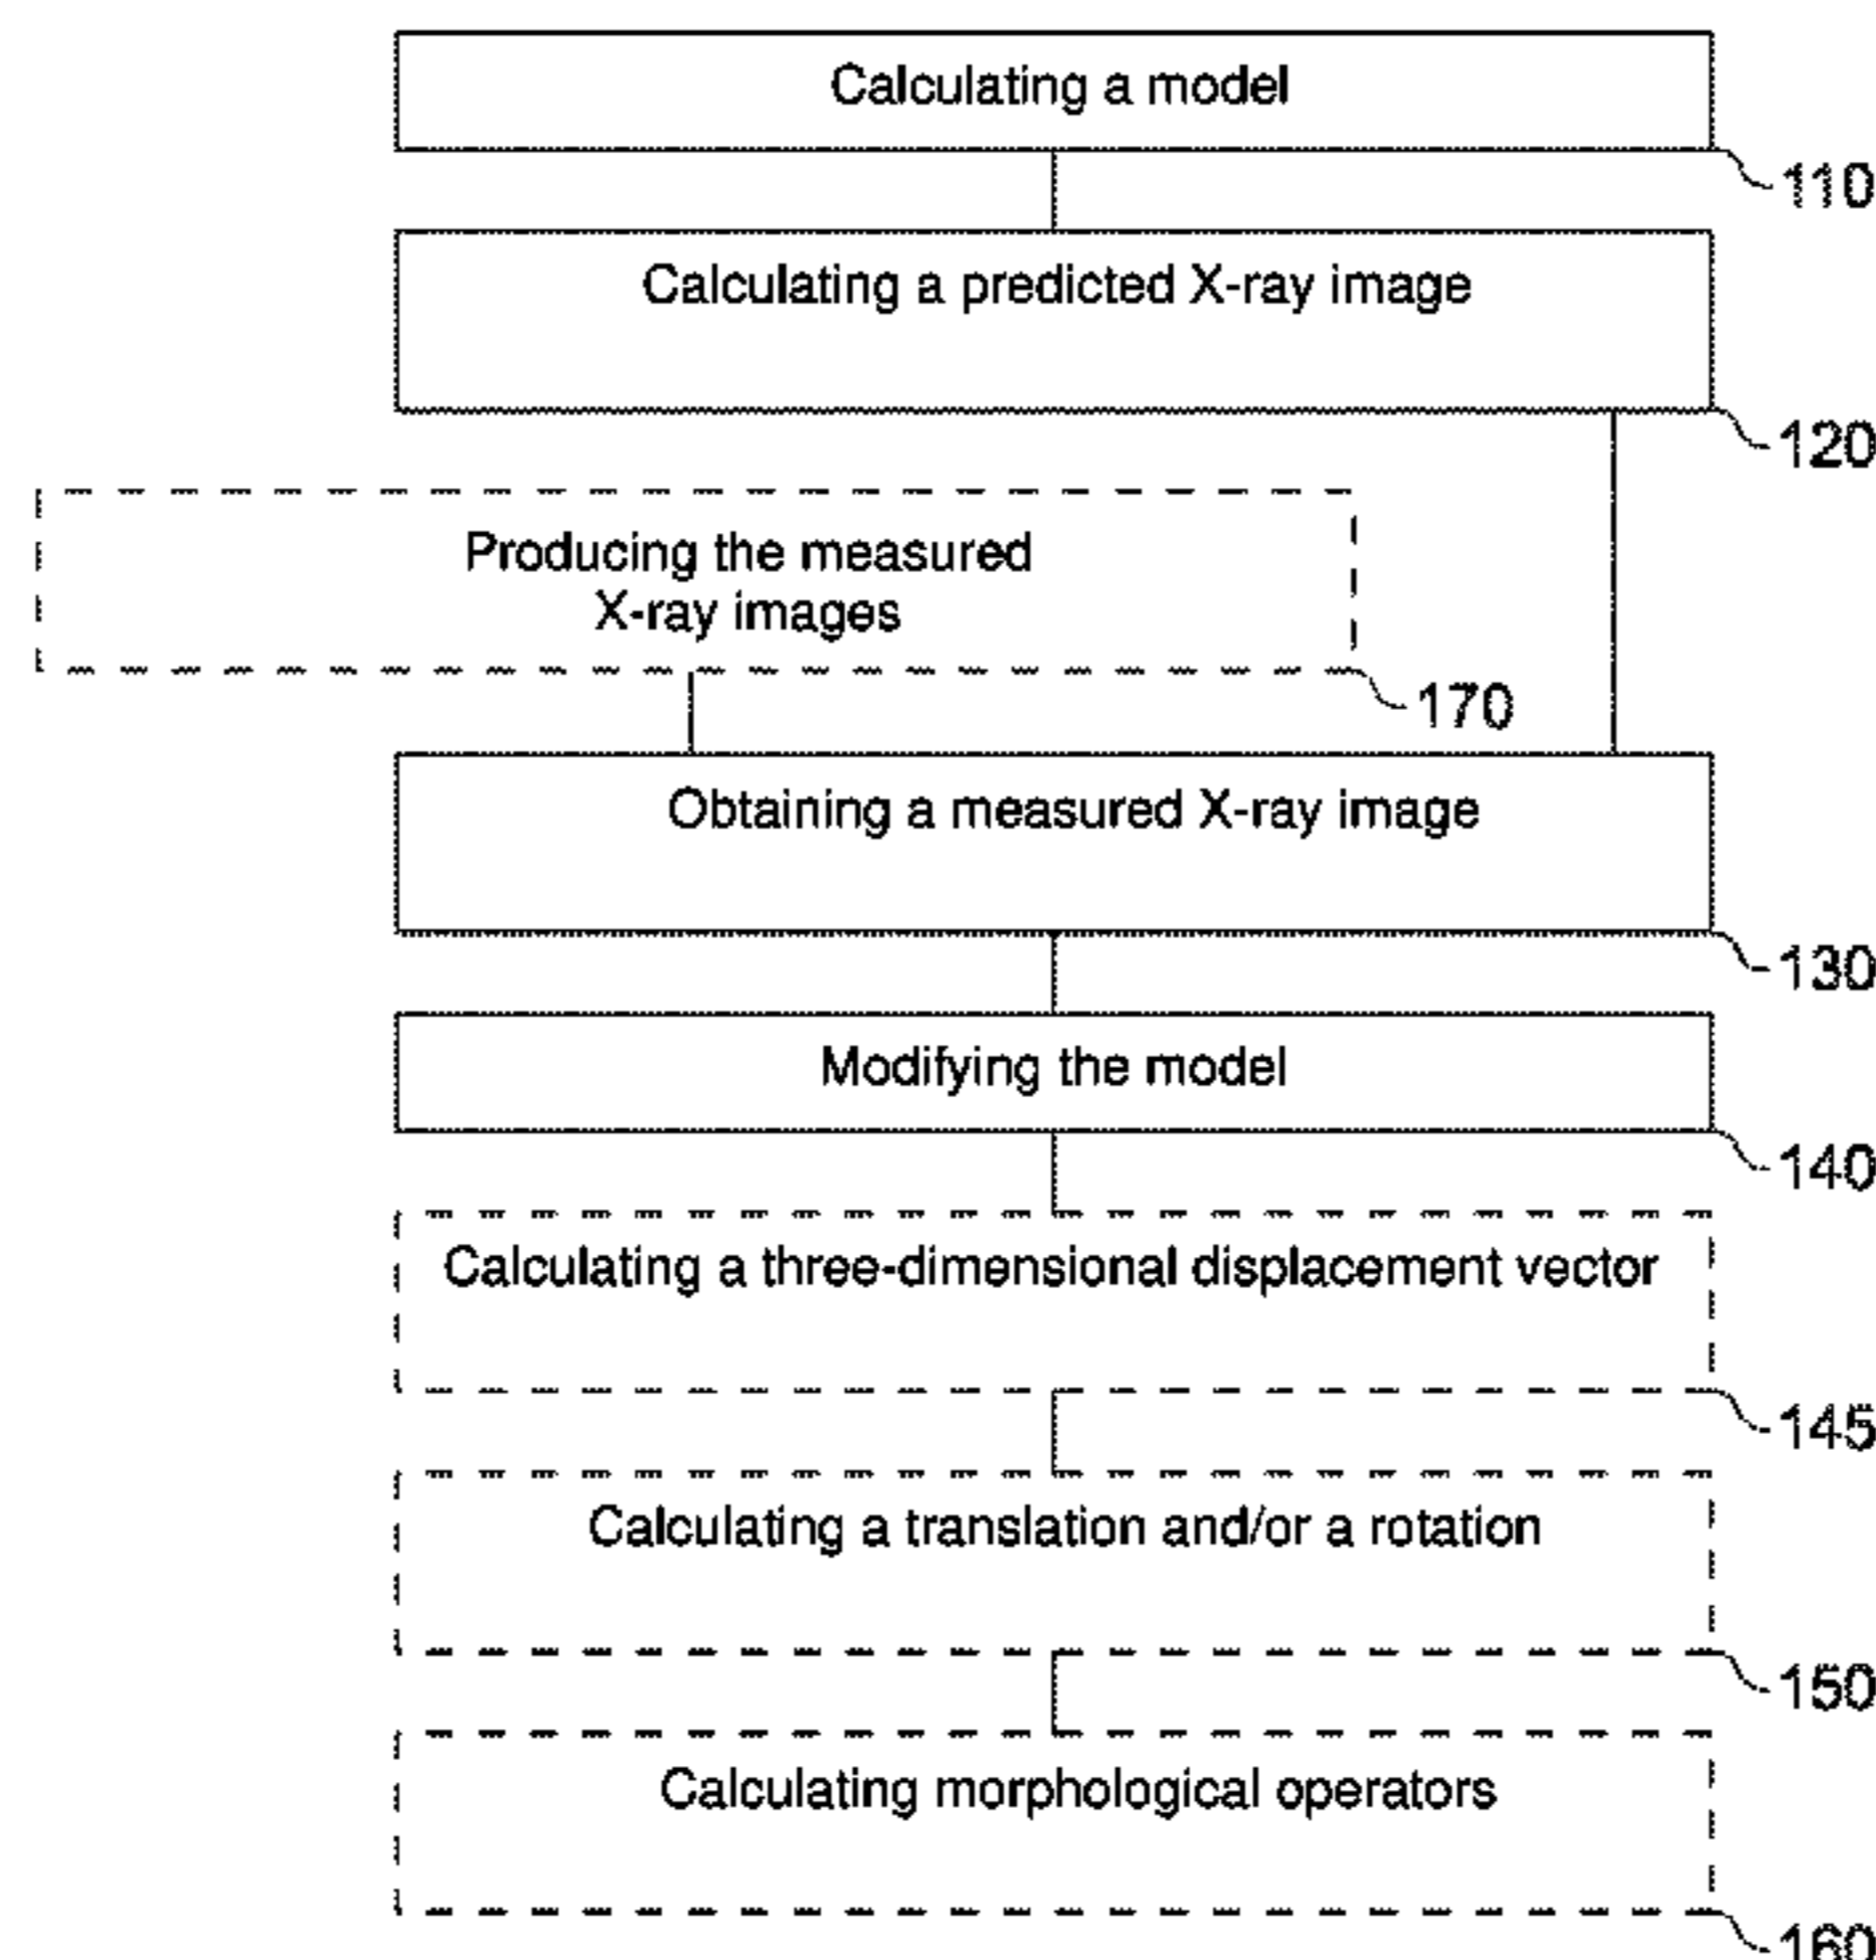 Calculating a model
110
Calculating a predicted X-ray image
120
Producing the measured
X-ray images
170
Obtaining a measured X-ray image
130
Modifying the model
140
Calculating a three-dimensional displacement vector
145
Calculating a translation and/or a rotation
150
Calculating morphological operators
160